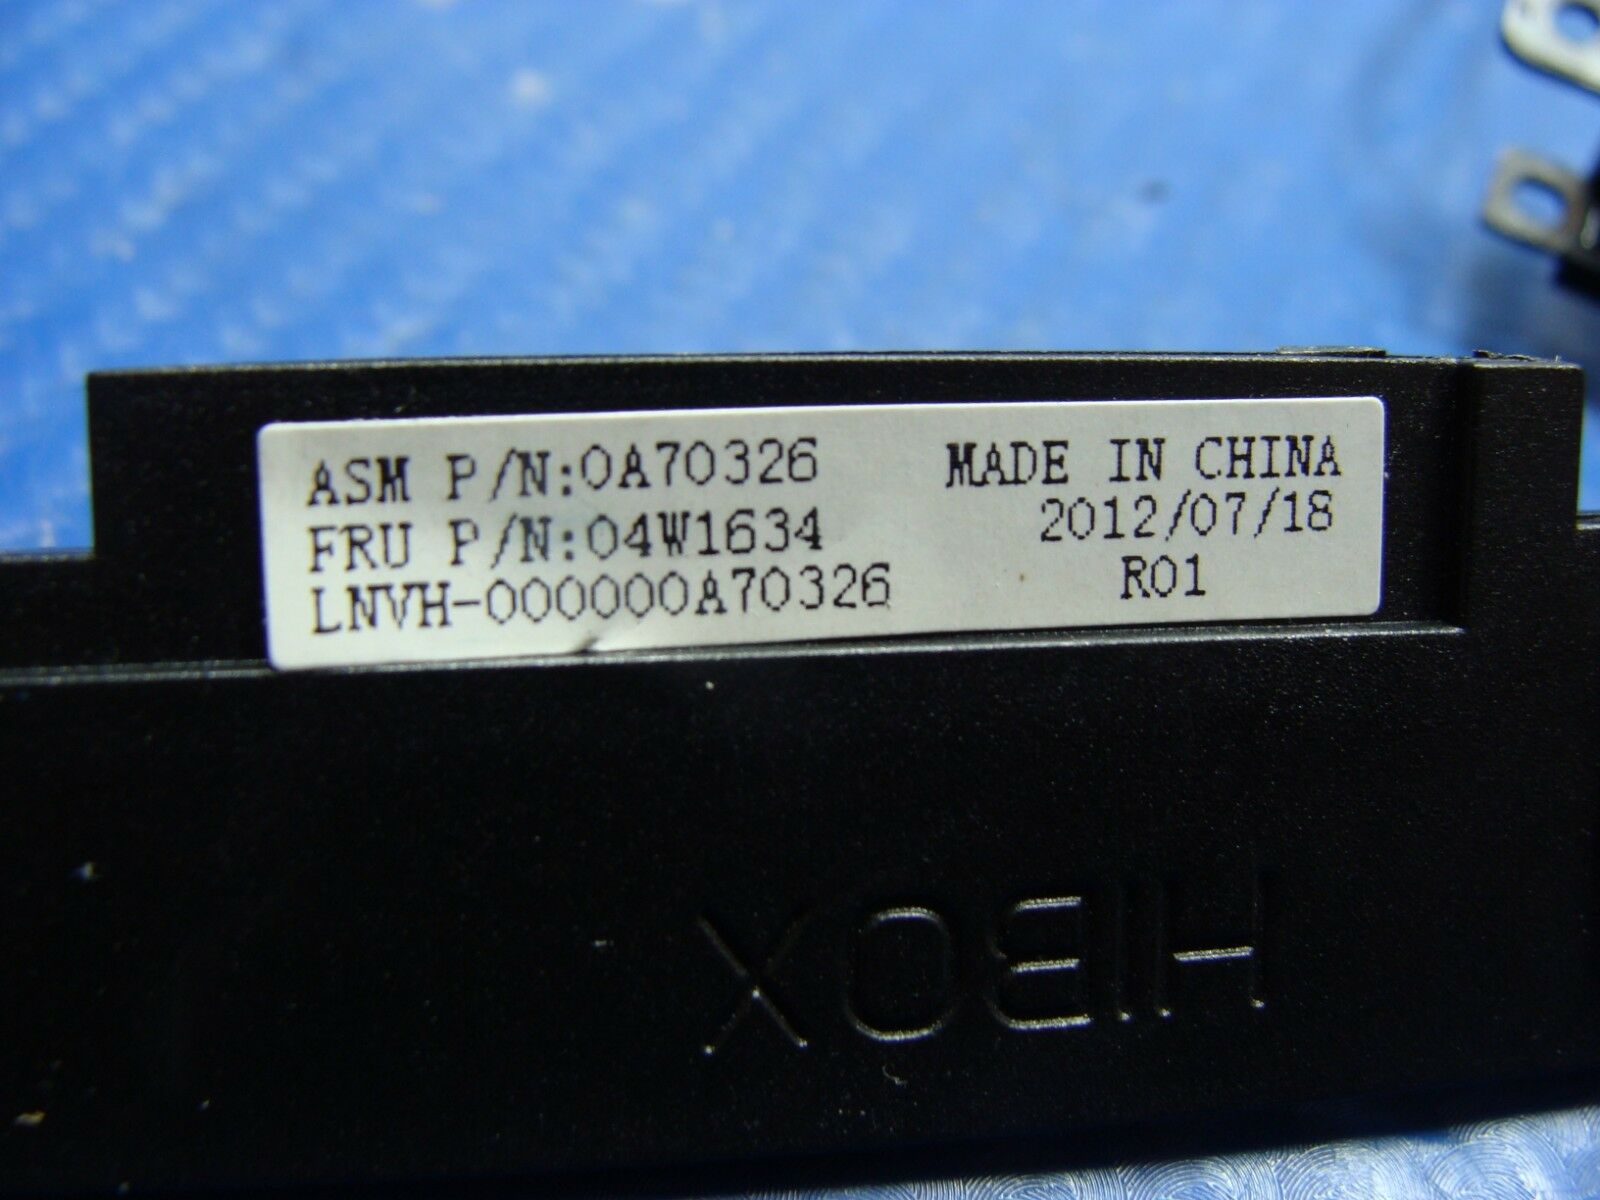 ASM P/N:0A70326
FRU P/N:04W1634
LNVH-000000A70326
MADE IN CHINA
2012/07/18
R01
HIBOX